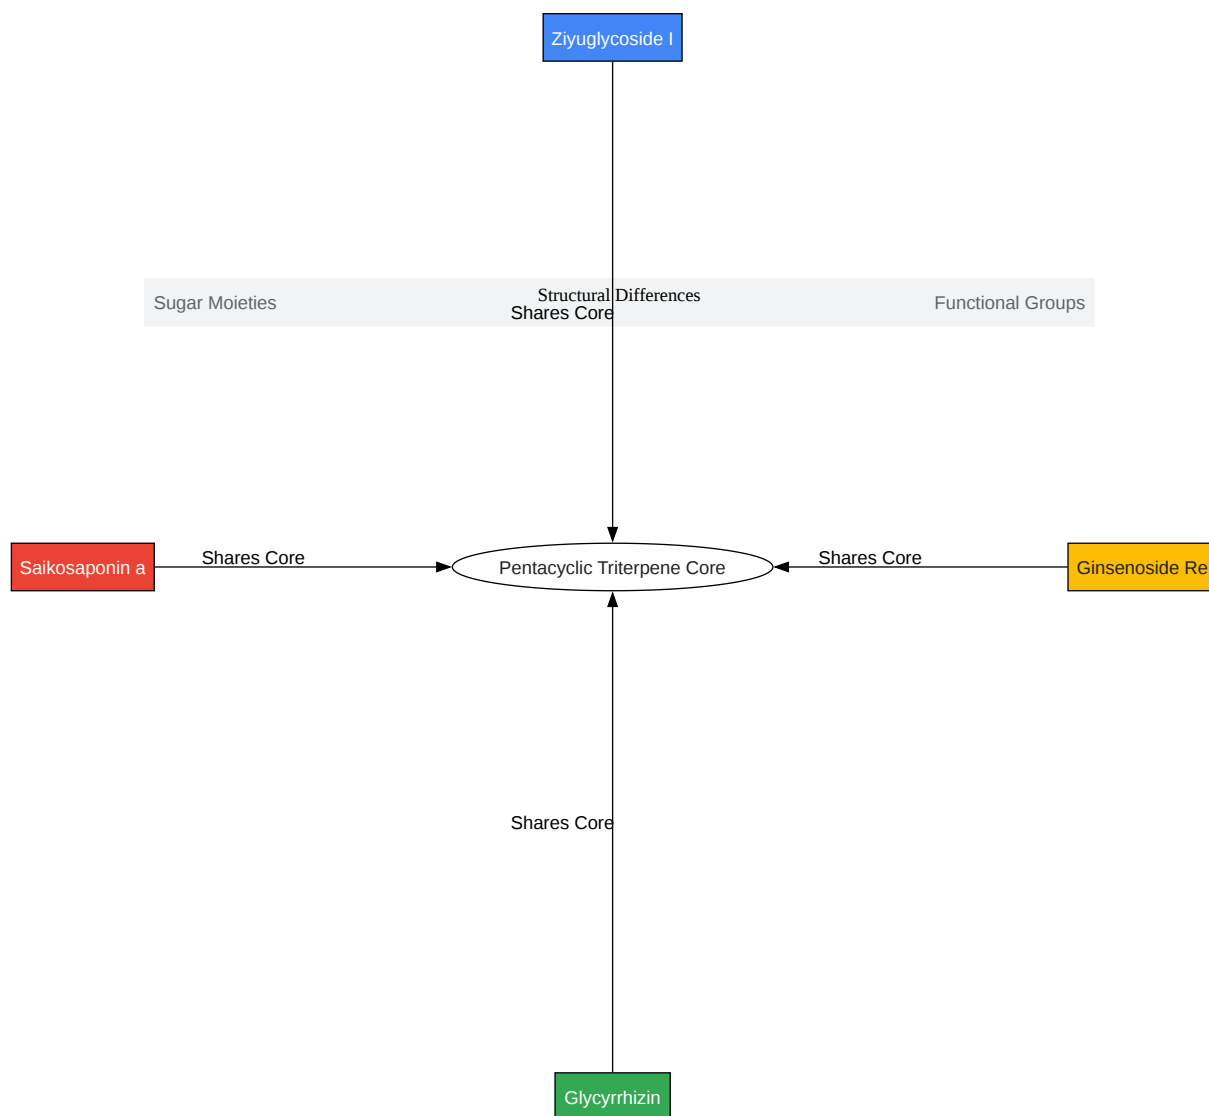 Ziyuglycoside I
Structural Differences
Sugar Moieties
Functional Groups
Shares Core
Saikosaponin a
Shares Core
Pentacyclic Triterpene Core
Shares Core
Ginsenoside Re
Shares Core
Glycyrrhizin